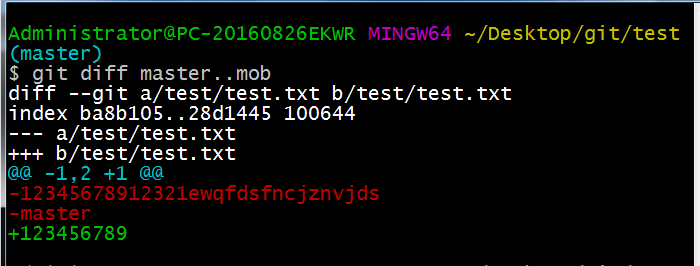 Administrator@PC-20160826EKWR MINGW64 ~/Desktop/git/test
(master)
$ git diff master..mob
diff --git a/test/test.txt b/test/test.txt
index ba8b105..28d1445 100644
--- a/test/test.txt
+++ b/test/test.txt
@@ -1,2 +1 @@
-12345678912321ewqfdsfncjznvjds
-master
+123456789